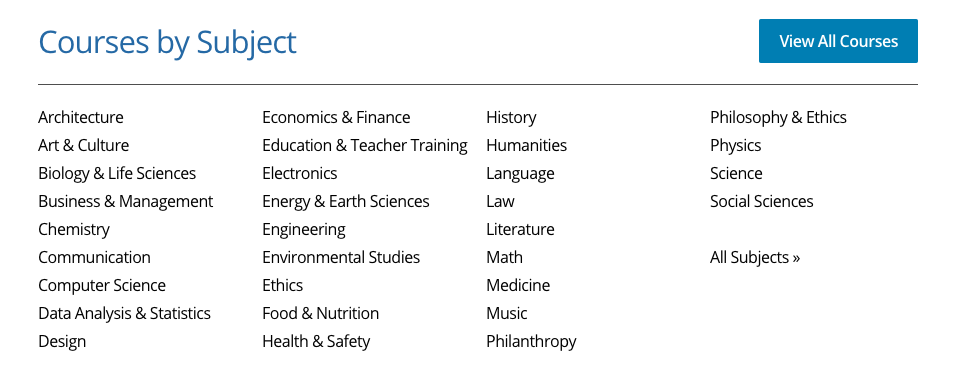 Courses by Subject
View All Courses
Architecture
Art & Culture
Biology & Life Sciences
Business & Management
Chemistry
Communication
Computer Science
Data Analysis & Statistics
Design
Economics & Finance
Education & Teacher Training
Electronics
Energy & Earth Sciences
Engineering
Environmental Studies
Ethics
Food & Nutrition
Health & Safety
History
Humanities
Language
Law
Literature
Math
Medicine
Music
Philanthropy
Philosophy & Ethics
Physics
Science
Social Sciences
All Subjects »